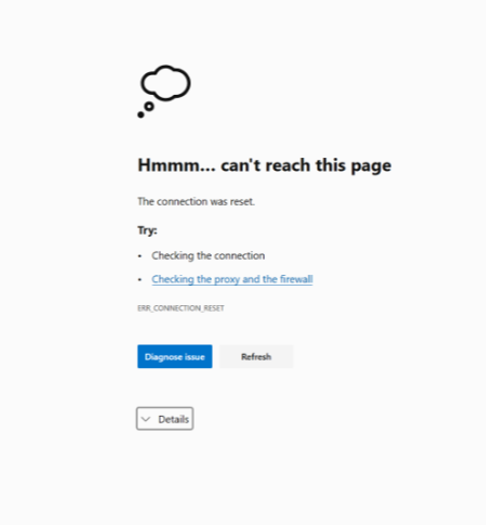 Hmmm... can't reach this page
The connection was reset.
Try:
• Checking the connection
• Checking the proxy and the firewall
ERR_CONNECTION_RESET
Diagnose issue Refresh
Details